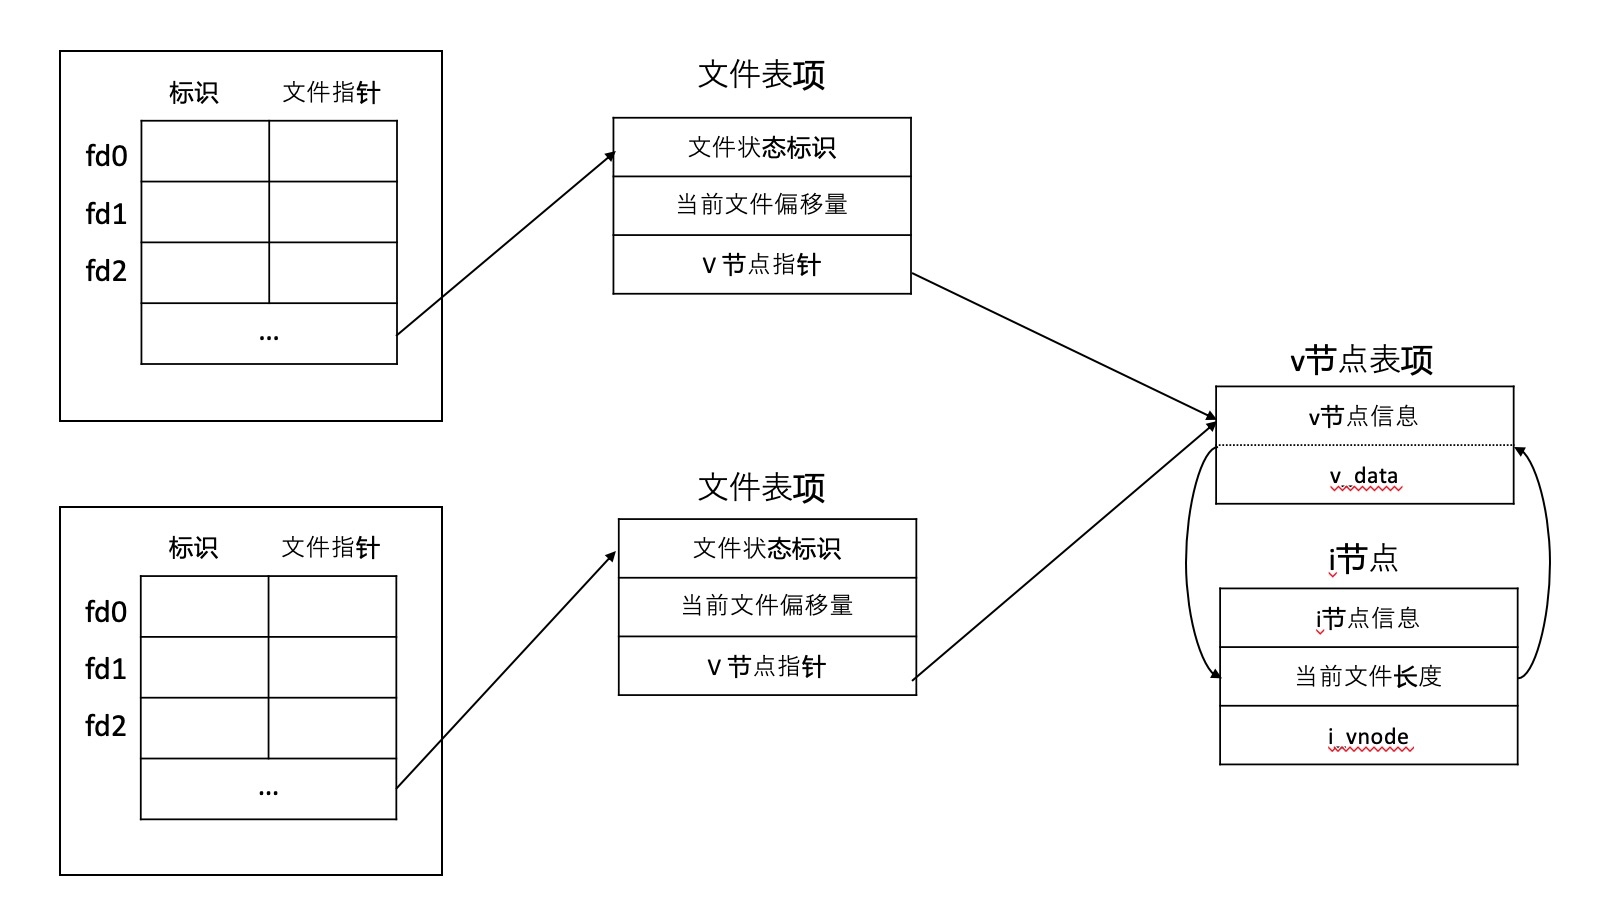 标识 文件指针
fd0
fd1
fd2
...
文件表项
文件状态标识
当前文件偏移量
V 节点指针
标识 文件指针
fd0
fd1
fd2
...
文件表项
文件状态标识
当前文件偏移量
V 节点指针
v节点表项
v节点信息
v_data
i节点
i节点信息
当前文件长度
i_vnode